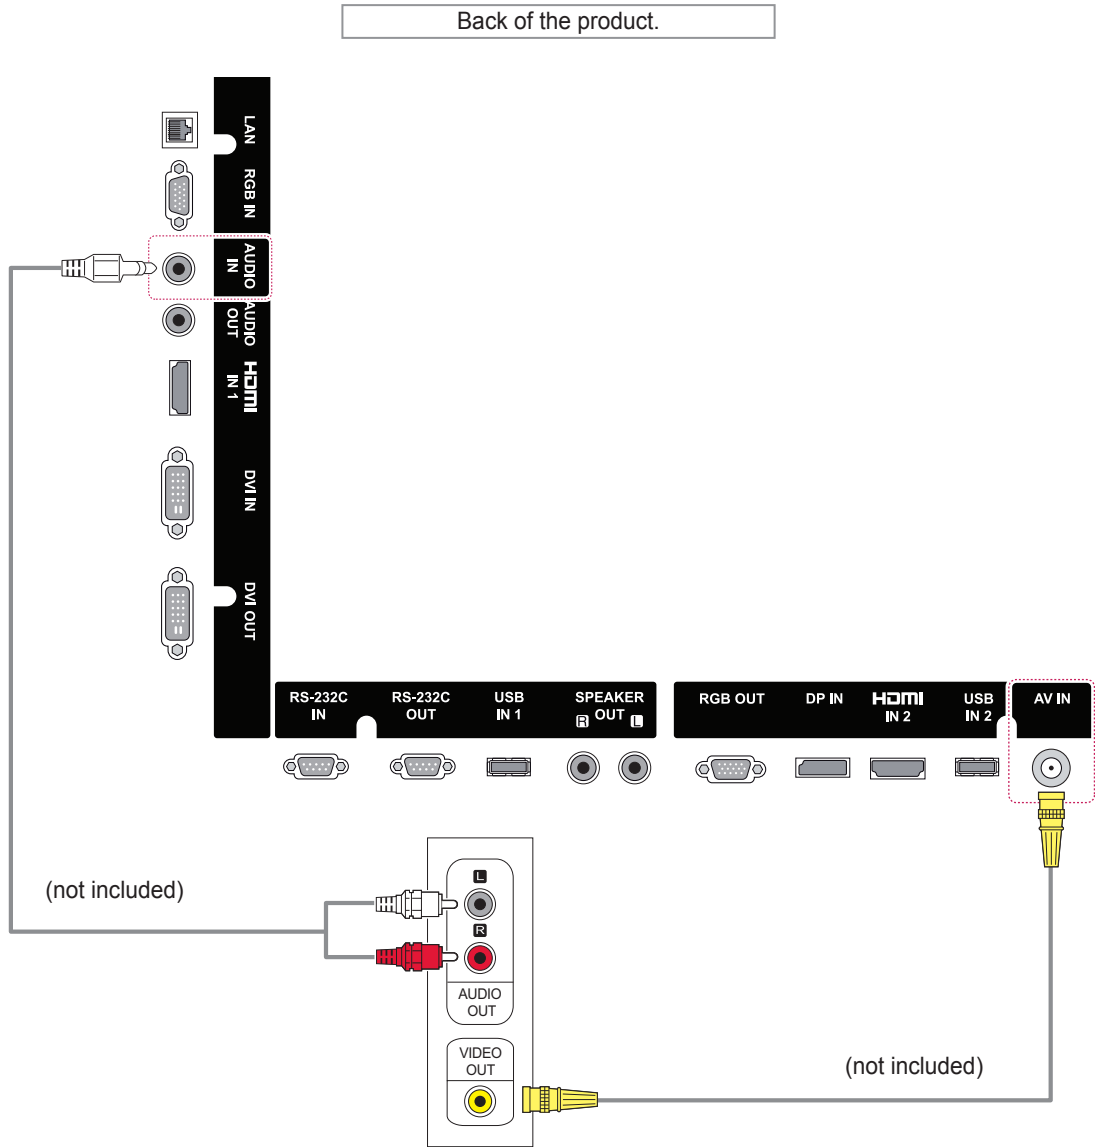 Back of the product.
LAN
RGB IN
AUDIO
IN
AUDIO
OUT
HDMI
IN 1
DVI IN
DVI OUT
RS-232C
IN
RS-232C
OUT
USB
IN 1
SPEAKER
R OUT L
RGB OUT
DP IN
HDMI
IN 2
USB
IN 2
AV IN
(not included)
L
R
AUDIO
OUT
VIDEO
OUT
(not included)